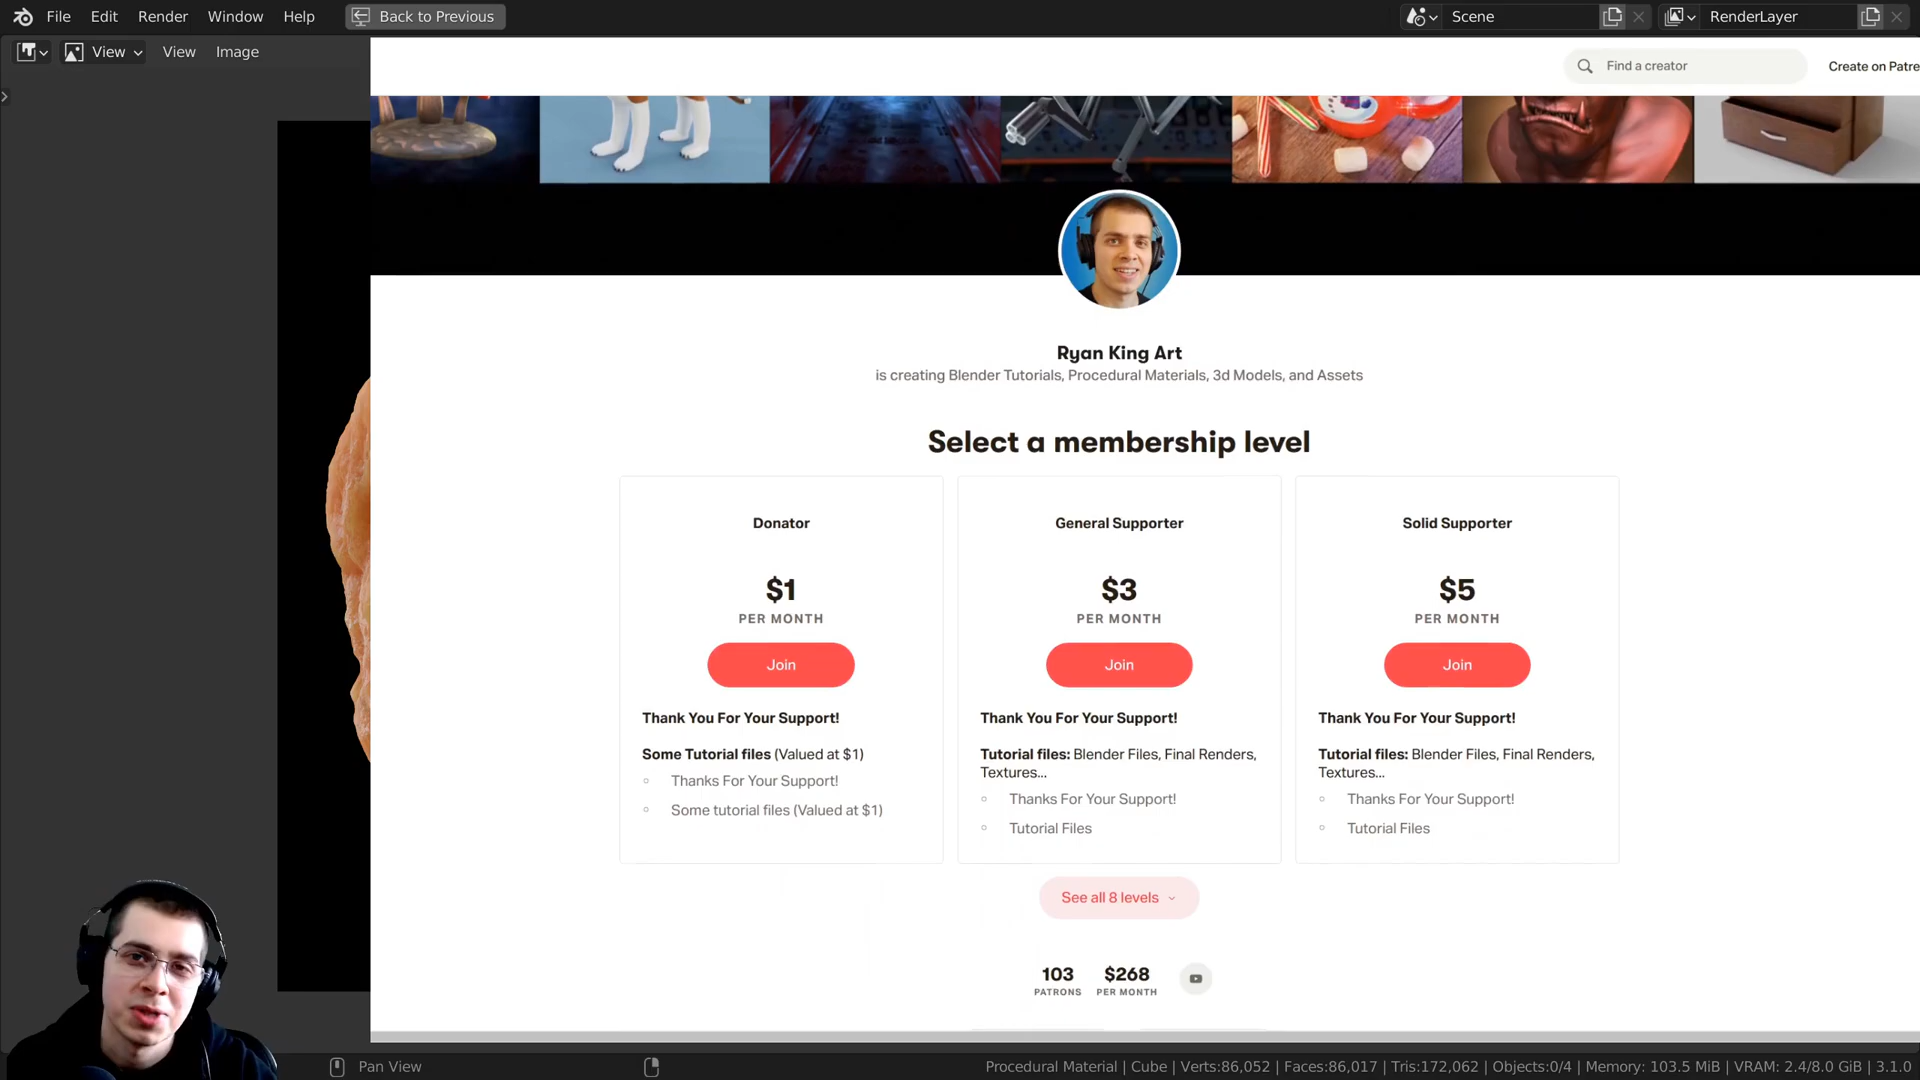 File Edit Render Window Help Back to Previous Scene RenderLayer
View View Image
Find a creator Create on Patre
Ryan King Art
is creating Blender Tutorials, Procedural Materials, 3d Models, and Assets
Select a membership level
Donator
$1
PER MONTH
Join
Thank You For Your Support!
Some Tutorial files (Valued at $1)
Thanks For Your Support!
Some tutorial files (Valued at $1)
General Supporter
$3
PER MONTH
Join
Thank You For Your Support!
Tutorial files: Blender Files, Final Renders,
Textures...
Thanks For Your Support!
Tutorial Files
Solid Supporter
$5
PER MONTH
Join
Thank You For Your Support!
Tutorial files: Blender Files, Final Renders,
Textures...
Thanks For Your Support!
Tutorial Files
See all 8 levels
103 $268
PATRONS PER MONTH
Pan View Procedural Material | Cube | Verts:86,052 | Faces:86,017 | Tris:172,062 | Objects:0/4 | Memory: 103.5 MiB | VRAM: 2.4/8.0 GiB | 3.1.0